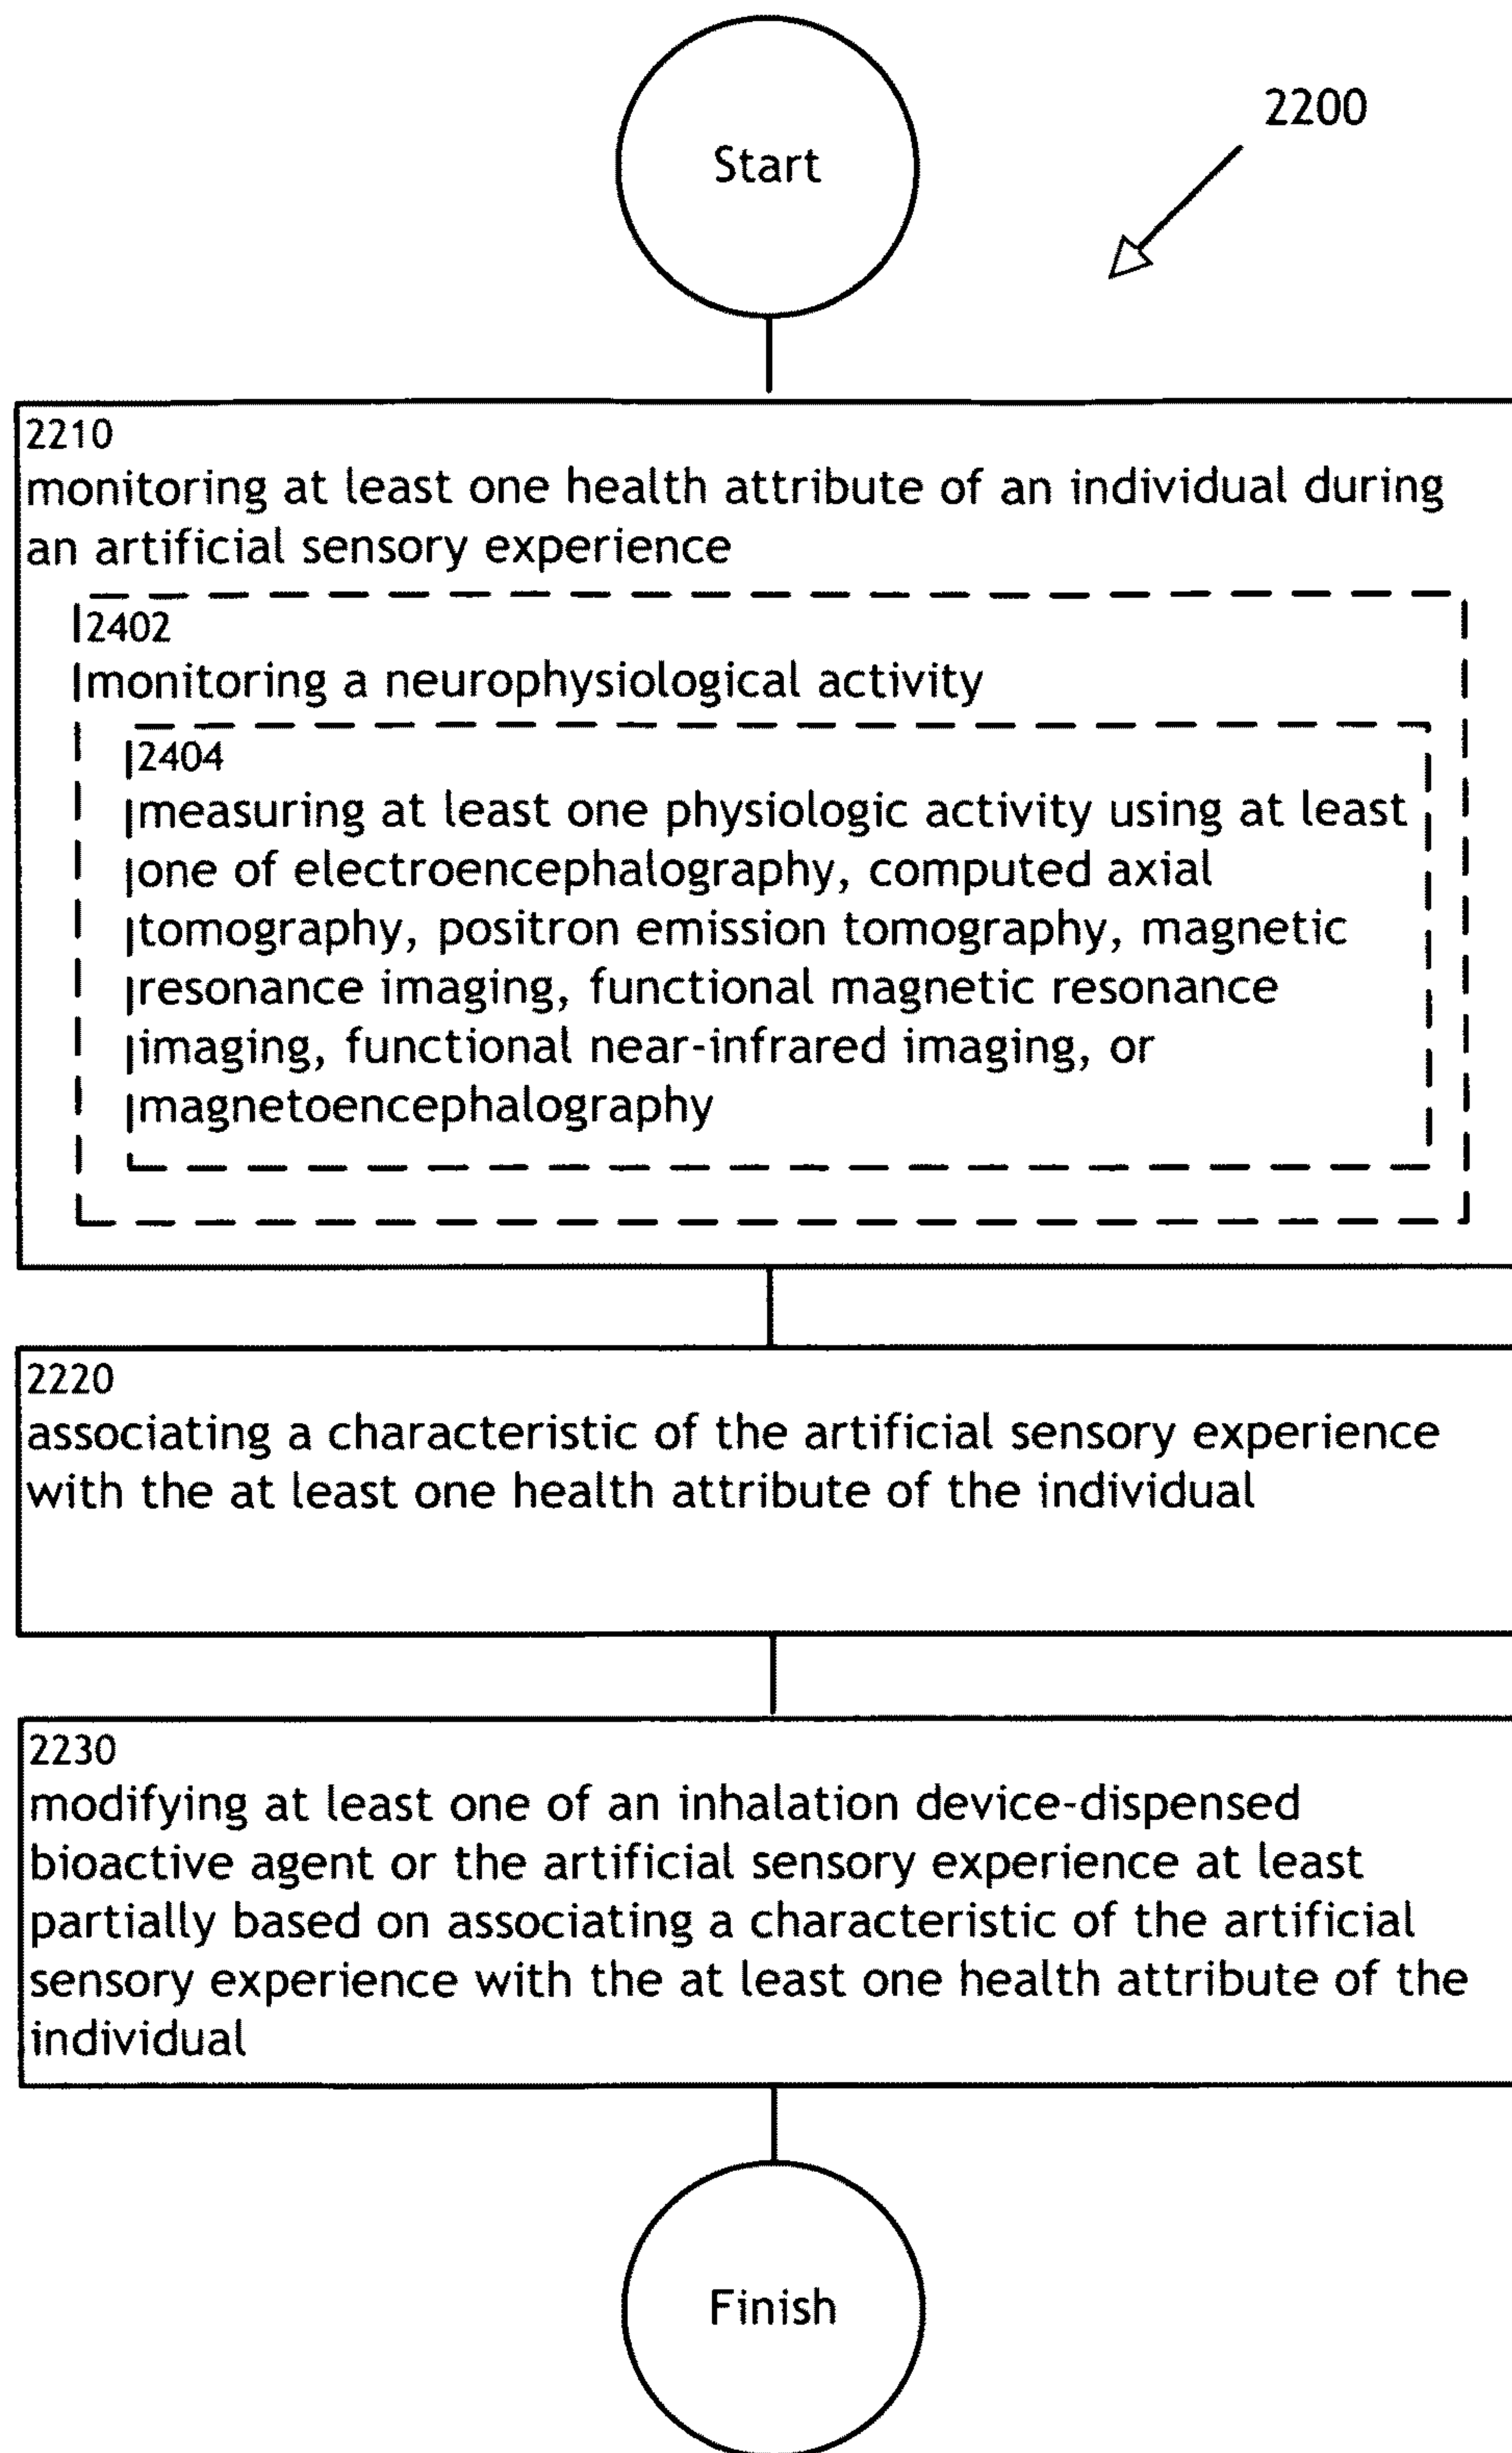 Start
2200
2210
monitoring at least one health attribute of an individual during
an artificial sensory experience
2402
monitoring a neurophysiological activity
2404
measuring at least one physiologic activity using at least
one of electroencephalography, computed axial
tomography, positron emission tomography, magnetic
resonance imaging, functional magnetic resonance
imaging, functional near-infrared imaging, or
magnetoencephalography
2220
associating a characteristic of the artificial sensory experience
with the at least one health attribute of the individual
2230
modifying at least one of an inhalation device-dispensed
bioactive agent or the artificial sensory experience at least
partially based on associating a characteristic of the artificial
sensory experience with the at least one health attribute of the
individual
Finish